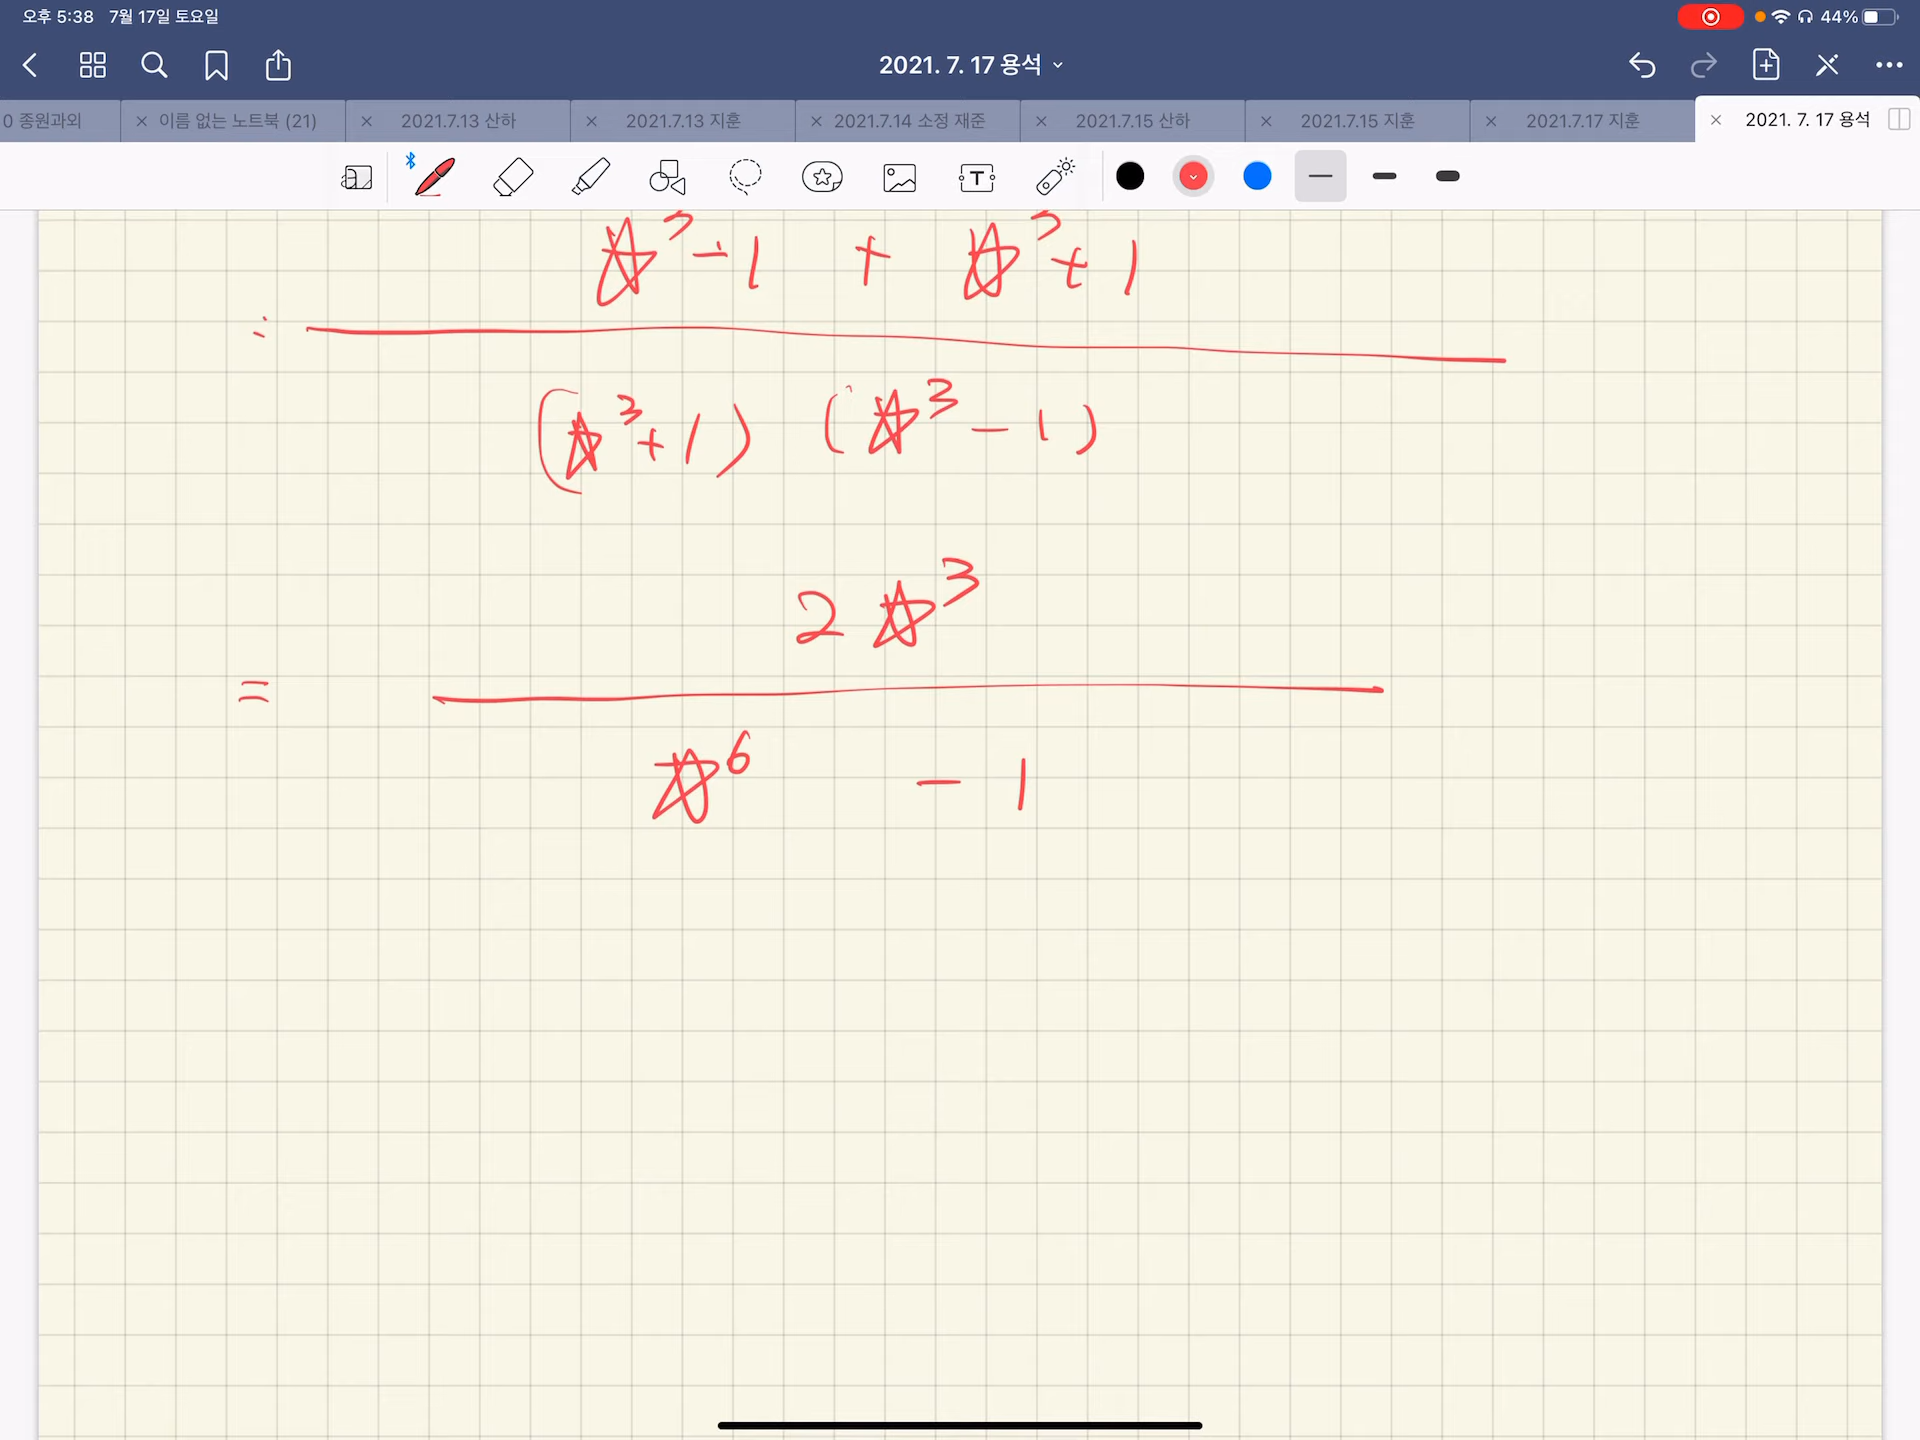 오후 5:38 7월 17일 토요일 44%
2021. 7. 17 용석
0 종원과외 이름 없는 노트북 (21) 2021.7.13 산하 2021.7.13 지훈 2021.7.14 소정 재준 2021.7.15 산하 2021.7.15 지훈 2021.7.17 지훈 2021. 7. 17 용석
☆³ - 1 + ☆³ + 1
=
(☆³ + 1) (☆³ - 1)
2 ☆³
=
☆⁶ - 1